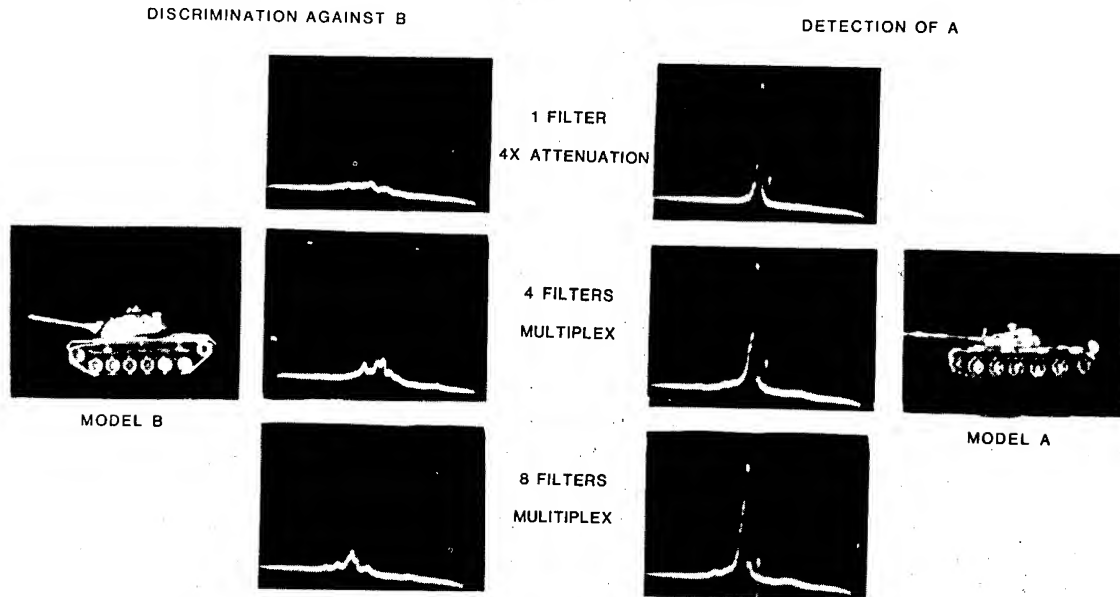 DISCRIMINATION AGAINST B
DETECTION OF A
1 FILTER
4X ATTENUATION
4 FILTERS
MULTIPLEX
MODEL B
MODEL A
8 FILTERS
MULITIPLEX